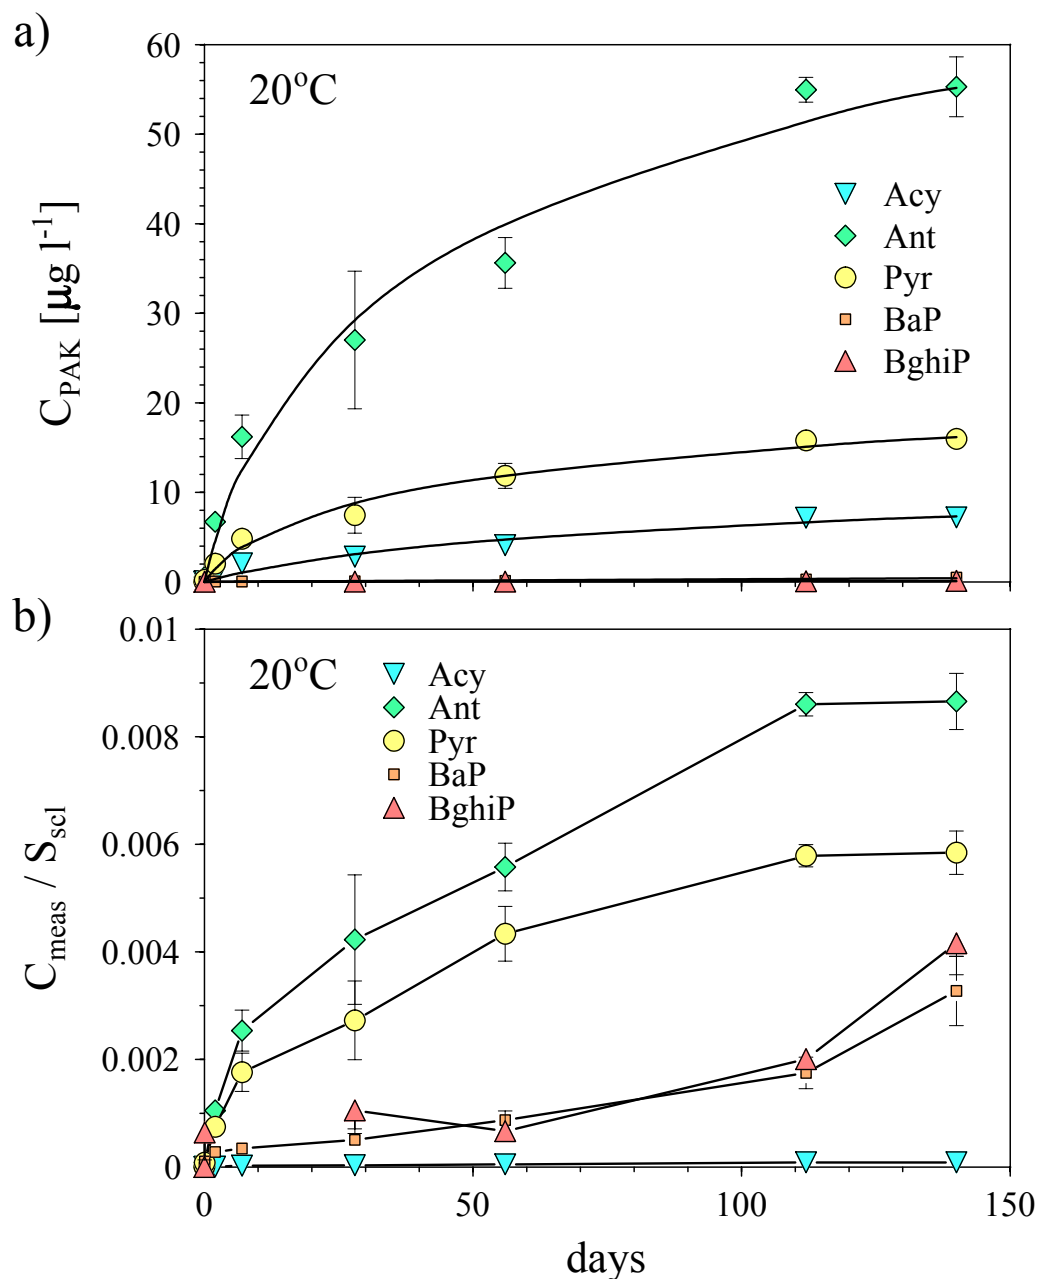 a)
60
50
40
30
20
10
0
C_PAK [µg l⁻¹]
20°C
Acy
Ant
Pyr
BaP
BghiP
b)
0.01
0.008
0.006
0.004
0.002
0
C_meas / S_scl
20°C
Acy
Ant
Pyr
BaP
BghiP
0 50 100 150
days